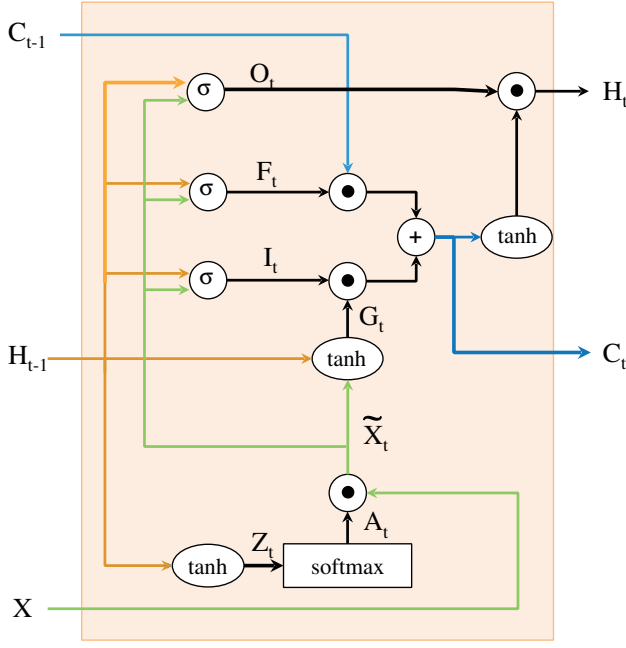 C_{t-1}
σ O_t H_t
σ F_t
+ tanh
σ I_t
G_t
H_{t-1} tanh C_t
X̃_t
A_t
tanh Z_t softmax
X